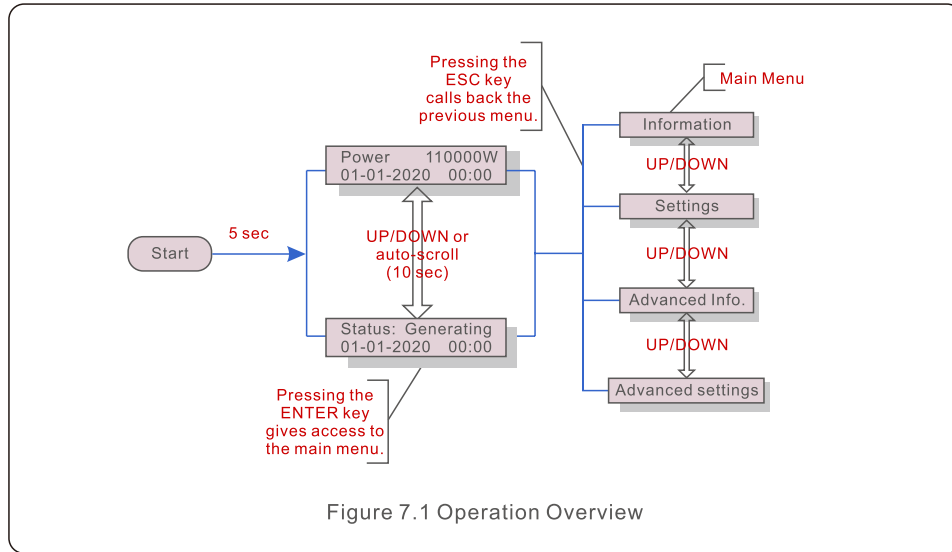 Pressing the
ESC key
calls back the
previous menu.
Main Menu
Information
UP/DOWN
Settings
UP/DOWN
Advanced Info.
UP/DOWN
Advanced settings
Power 110000W
01-01-2020 00:00
5 sec
Start
UP/DOWN or
auto-scroll
(10 sec)
Status: Generating
01-01-2020 00:00
Pressing the
ENTER key
gives access to
the main menu.
Figure 7.1 Operation Overview